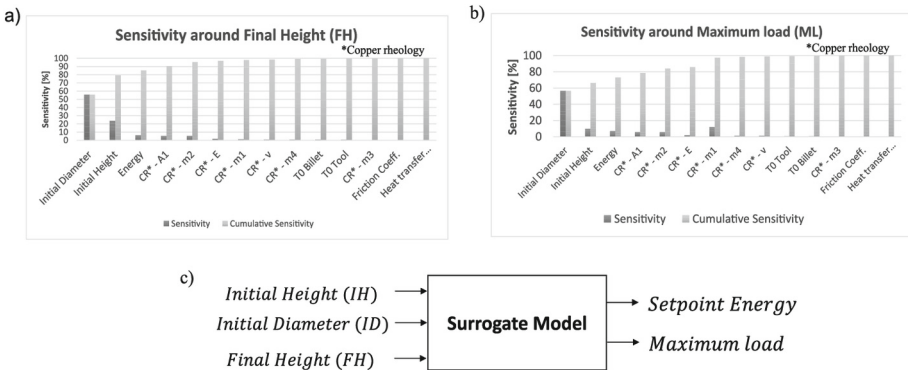 a)
Sensitivity around Final Height (FH)
*Copper rheology
Sensitivity [%]
100
90
80
70
60
50
40
30
20
10
0
Initial Diameter
Initial Height
Energy
CR* - A1
CR* - m2
CR* - E
CR* - m1
CR* - v
CR* - m4
T0 Billet
T0 Tool
CR* - m3
Friction Coeff.
Heat transfer...
Sensitivity
Cumulative Sensitivity
b)
Sensitivity around Maximum load (ML)
*Copper rheology
Sensitivity [%]
100
80
60
40
20
0
Initial Diameter
Initial Height
Energy
CR* - A1
CR* - m2
CR* - E
CR* - m1
CR* - m4
CR* - v
T0 Tool
T0 Billet
CR* - m3
Friction Coeff.
Heat transfer...
Sensitivity
Cumulative Sensitivity
c)
Initial Height (IH)
Initial Diameter (ID)
Final Height (FH)
Surrogate Model
Setpoint Energy
Maximum load